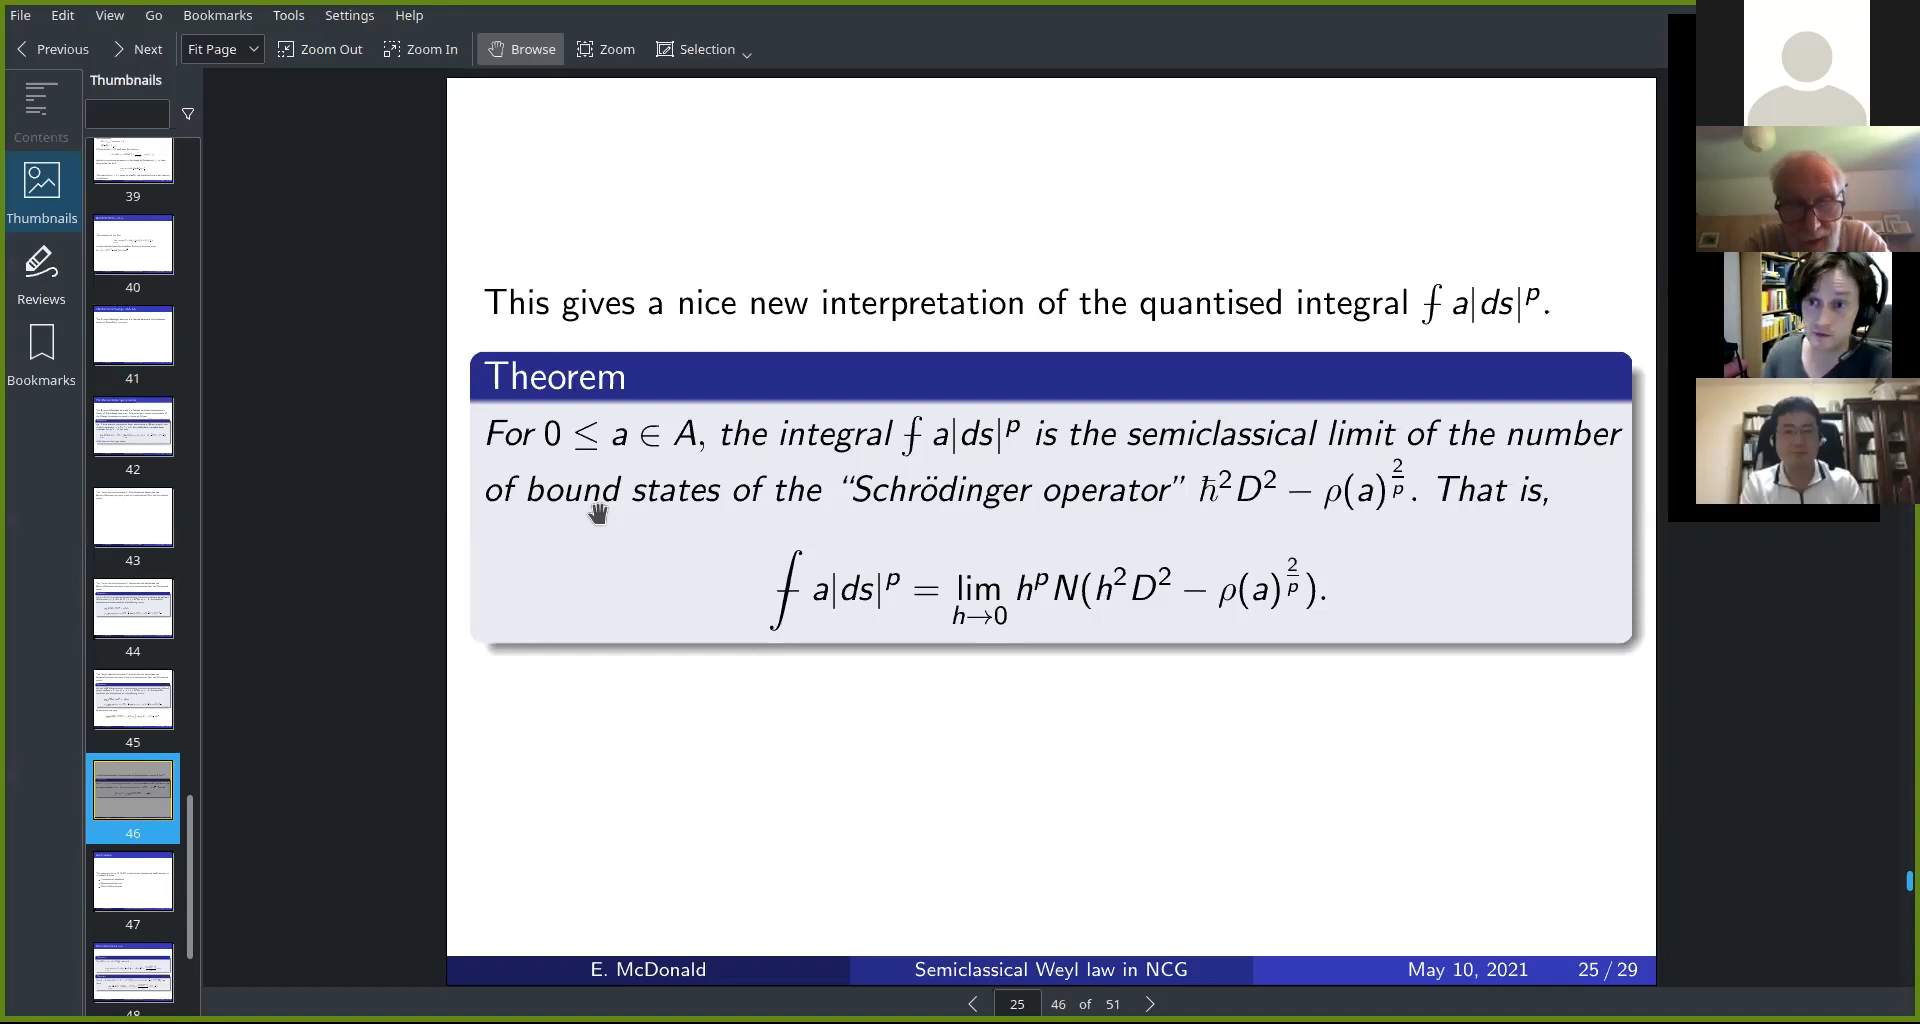 File Edit View Go Bookmarks Tools Settings Help
Previous Next Fit Page Zoom Out Zoom In Browse Zoom Selection
Thumbnails
Contents
Thumbnails
Reviews
Bookmarks
39
40
41
42
43
44
45
46
47
48
This gives a nice new interpretation of the quantised integral ⨍ a|ds|^p.
Theorem
For 0 ≤ a ∈ A, the integral ⨍ a|ds|^p is the semiclassical limit of the number
of bound states of the “Schrödinger operator” ℏ²D² − ρ(a)^{2/p}. That is,
⨍ a|ds|^p = lim_{h→0} h^p N(h²D² − ρ(a)^{2/p}).
E. McDonald Semiclassical Weyl law in NCG May 10, 2021 25 / 29
25 46 of 51